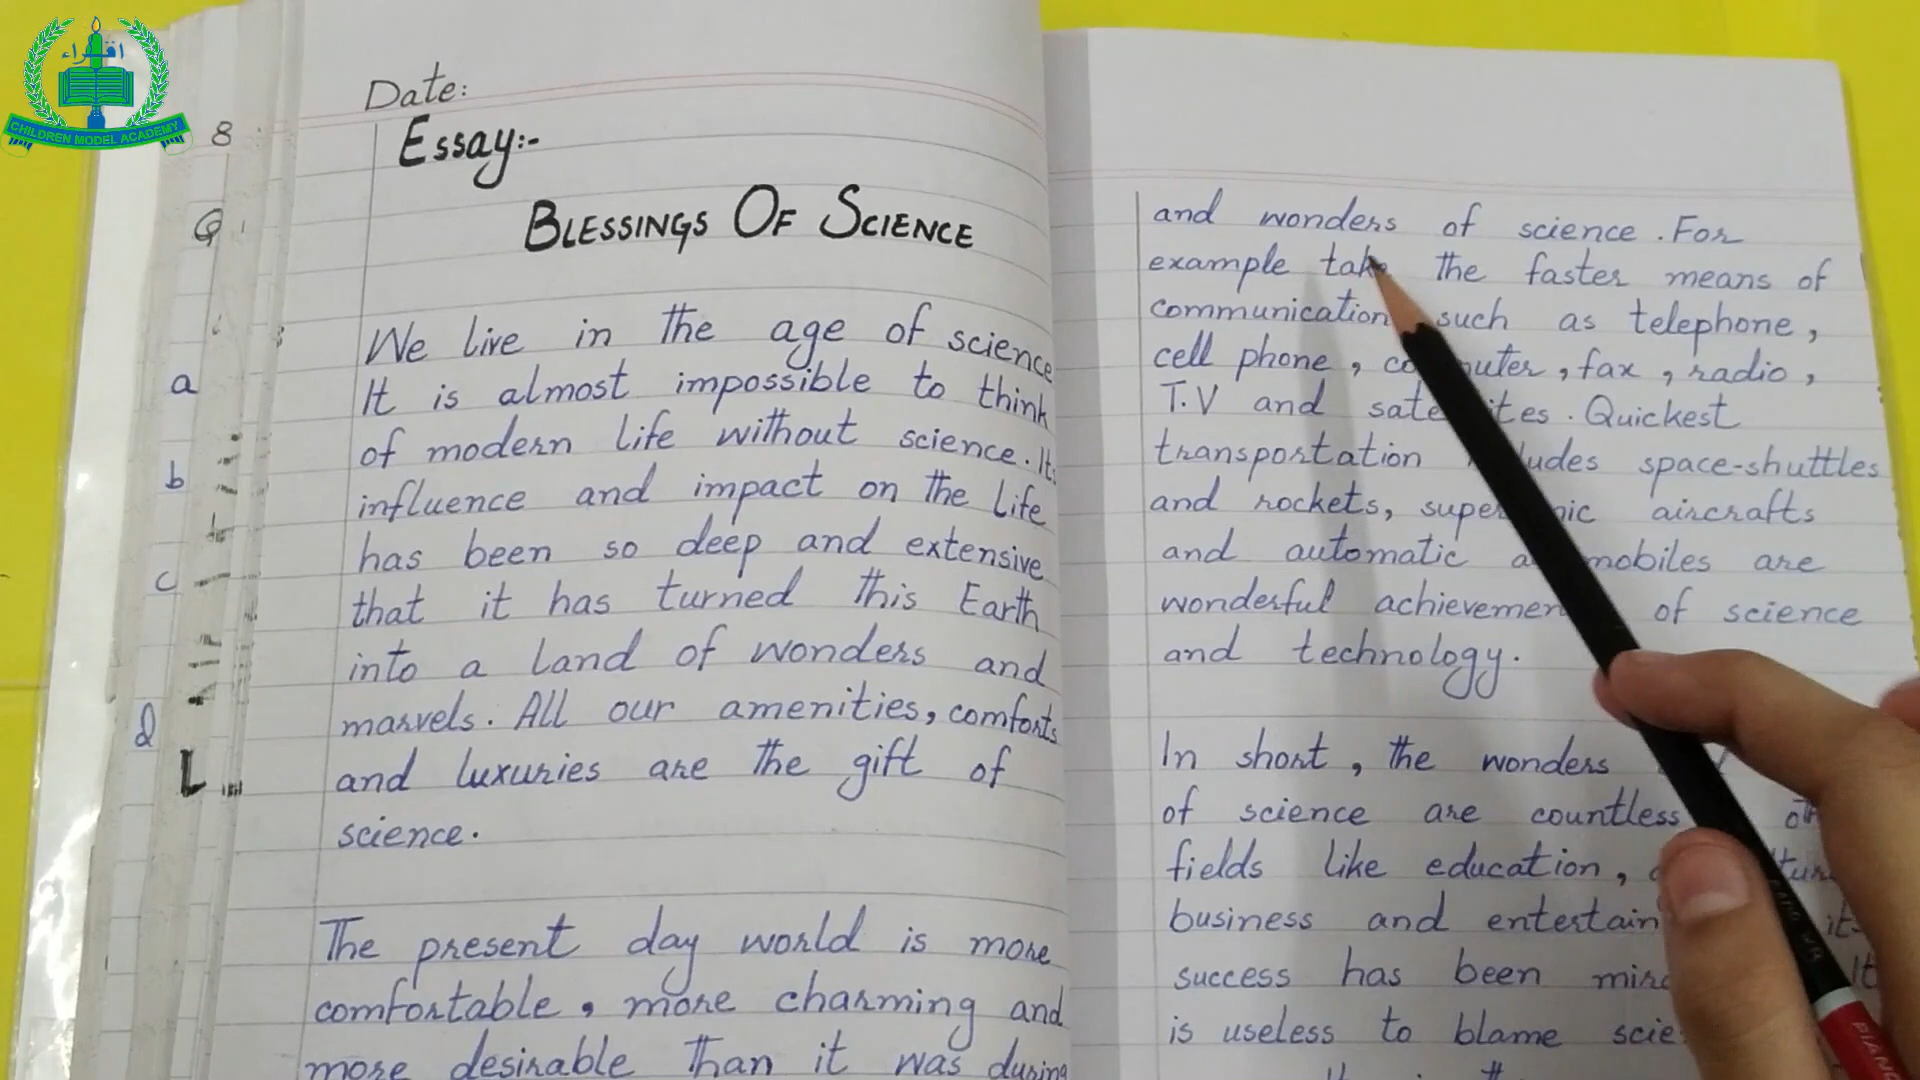 اقراء
CHILDREN MODEL ACADEMY
8
Q
a
b
c
d
Date:
Essay:-
BLESSINGS OF SCIENCE
We live in the age of science
It is almost impossible to think
of modern life without science. Its
influence and impact on the life
has been so deep and extensive
that it has turned this Earth
into a land of wonders and
marvels. All our amenities, comforts
and luxuries are the gift of
science.
The present day world is more
comfortable, more charming and
more desirable than it was during
and wonders of science. For
example take the faster means of
communication such as telephone,
cell phone, computer, fax, radio,
T.V and satellites. Quickest
transportation includes space-shuttles
and rockets, supersonic aircrafts
and automatic automobiles are
wonderful achievements of science
and technology.
In short, the wonders
of science are countless
fields like education,
business and entertain
success has been It
is useless to blame